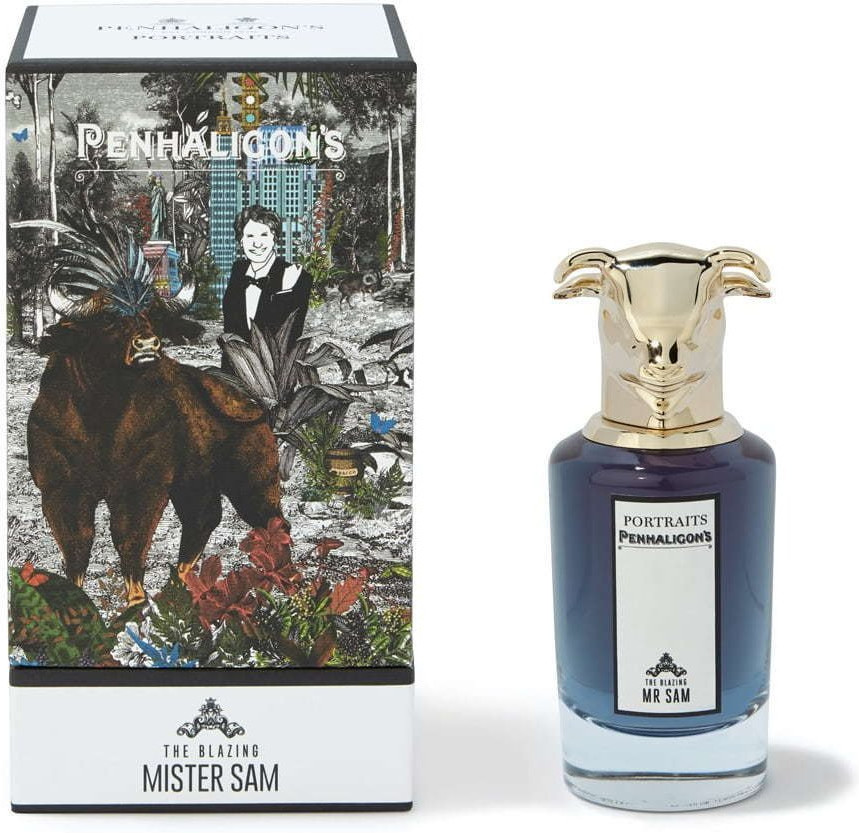 PENHALIGON'S
PORTRAITS
PENHALIGON'S
THE BLAZING
MISTER SAM
PORTRAITS
PENHALIGON'S
THE BLAZING
MR SAM